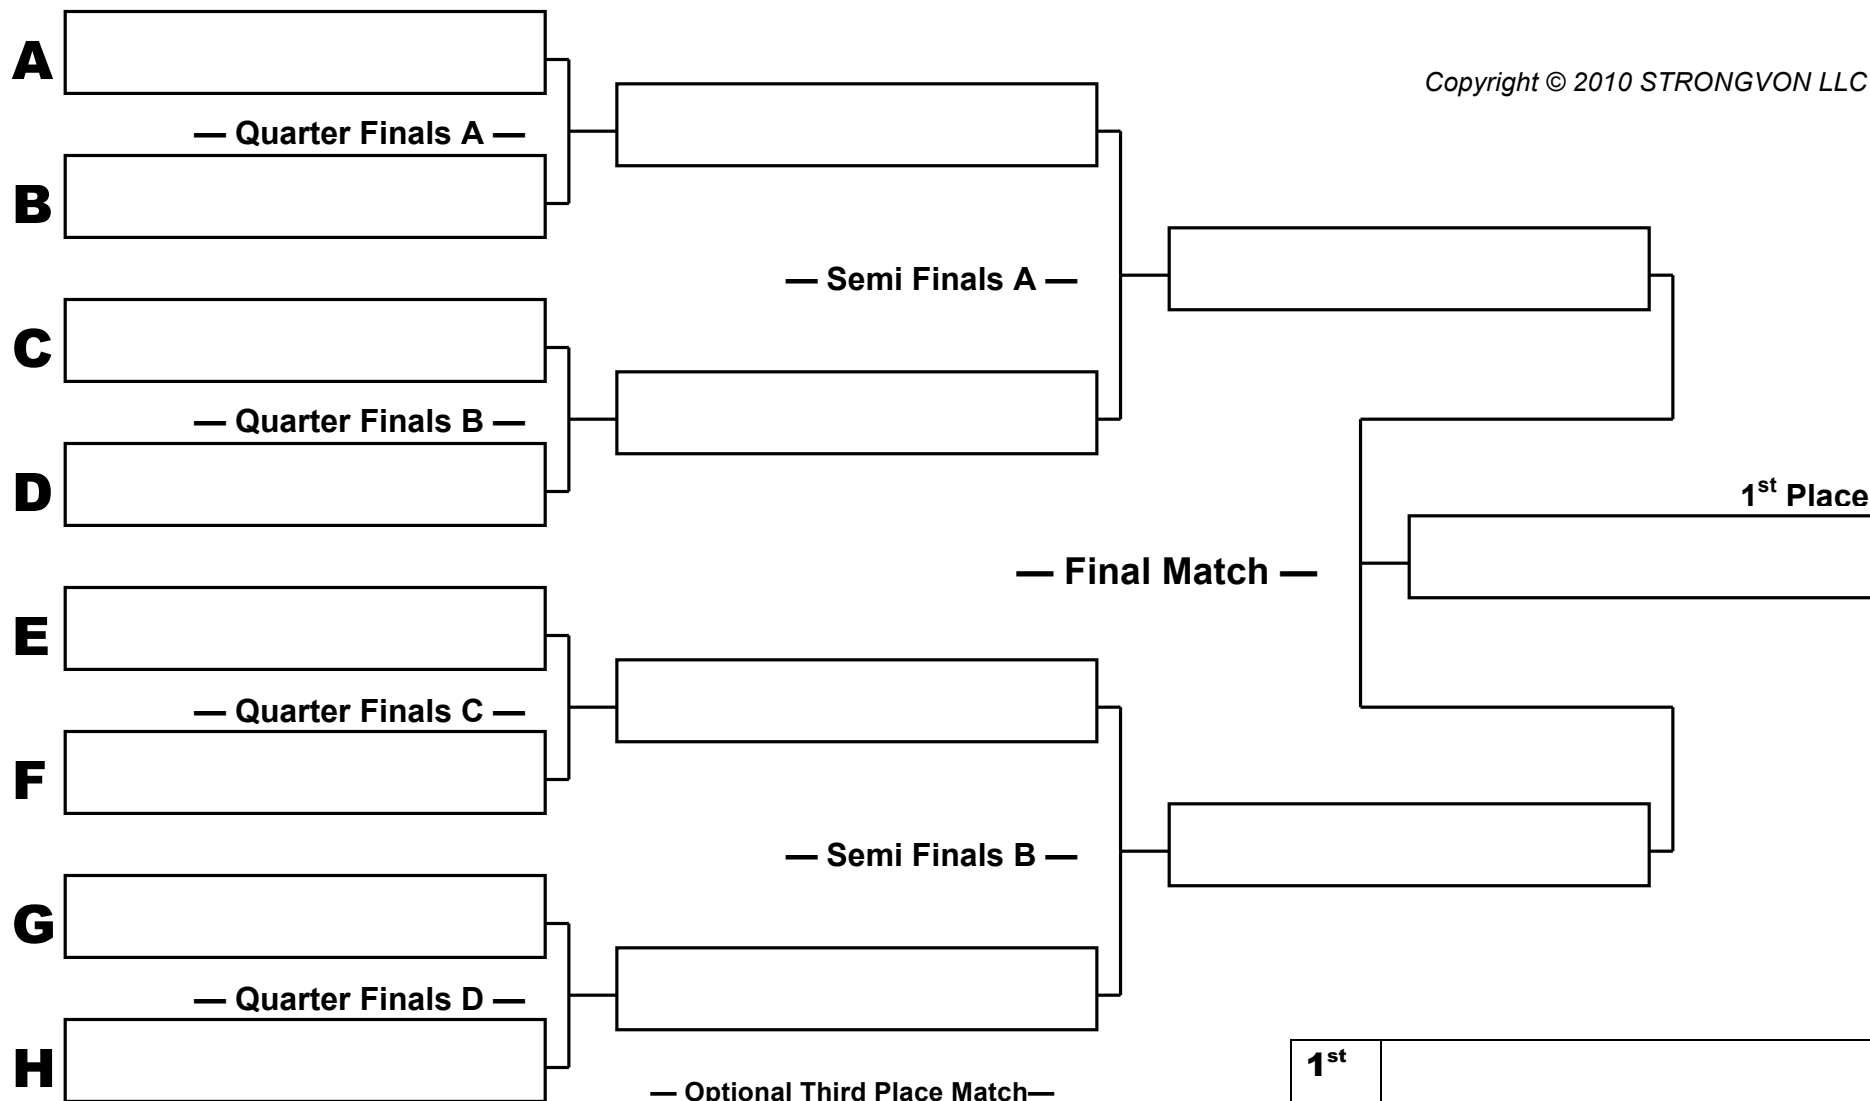 A
Copyright © 2010 STRONGVON LLC
— Quarter Finals A —
B
— Semi Finals A —
C
— Quarter Finals B —
D
1st Place
— Final Match —
E
— Quarter Finals C —
F
— Semi Finals B —
G
— Quarter Finals D —
H
1st
— Optional Third Place Match—